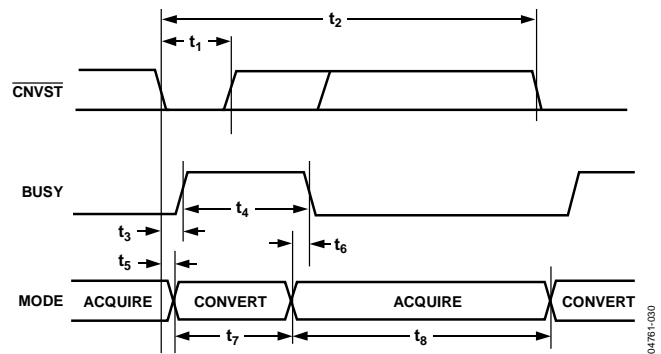 t2
t1
CNVST
BUSY
t4
t3
t6
t5
MODE
ACQUIRE
CONVERT
ACQUIRE
CONVERT
t7
t8
04761-030